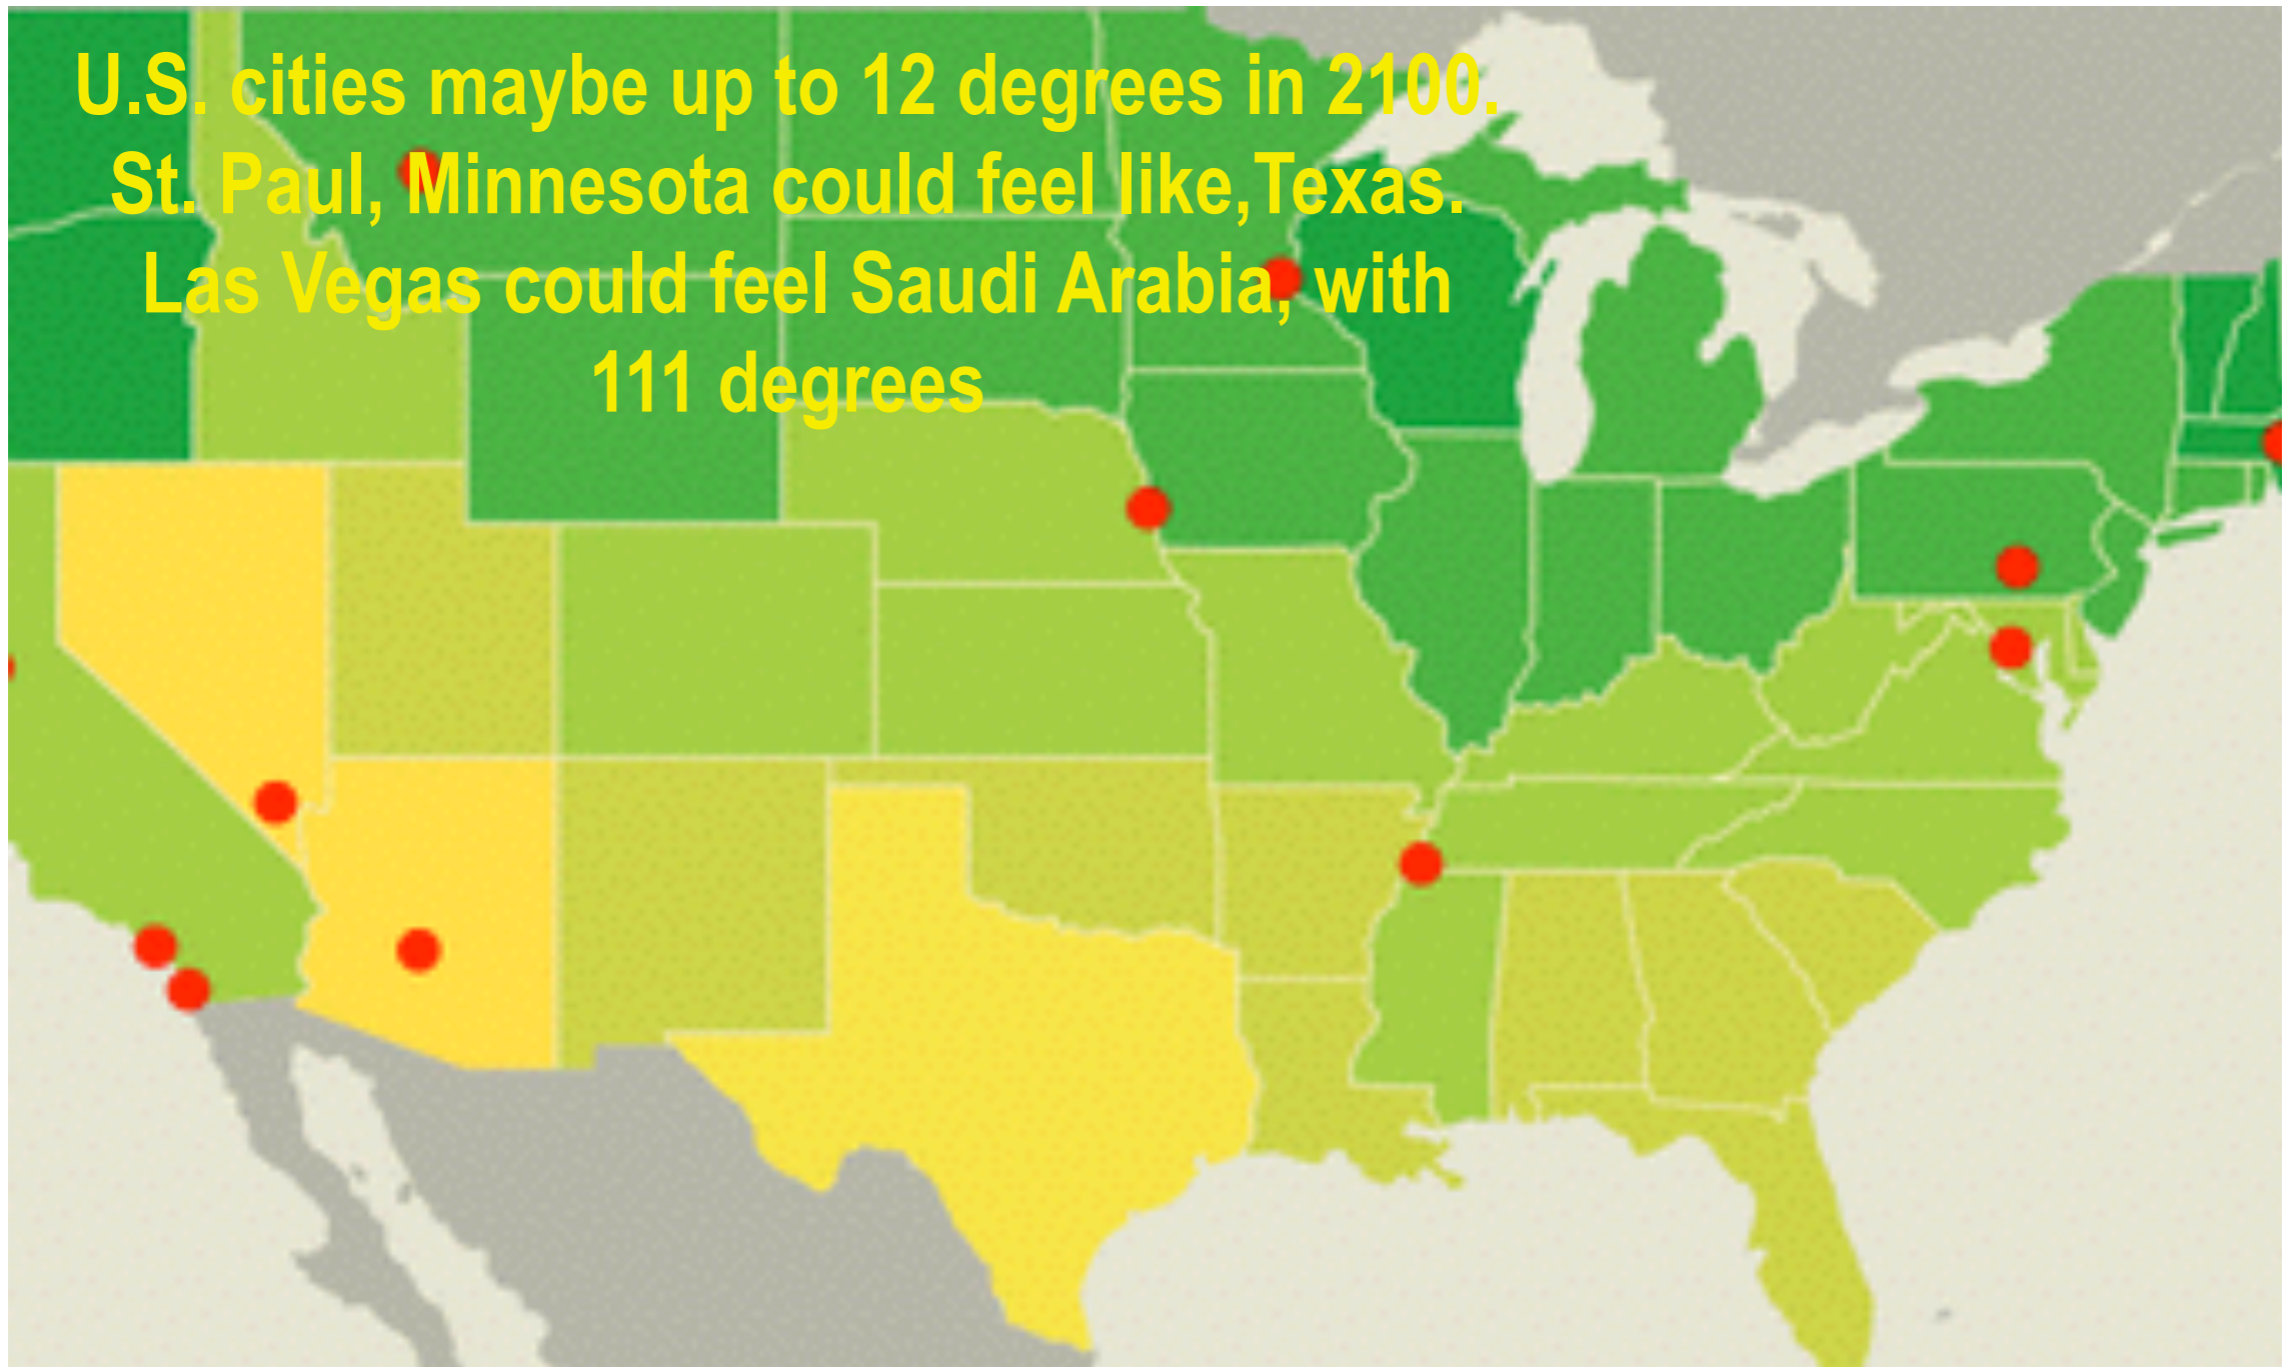 U.S. cities maybe up to 12 degrees in 2100.
St. Paul, Minnesota could feel like,Texas.
Las Vegas could feel Saudi Arabia, with
111 degrees